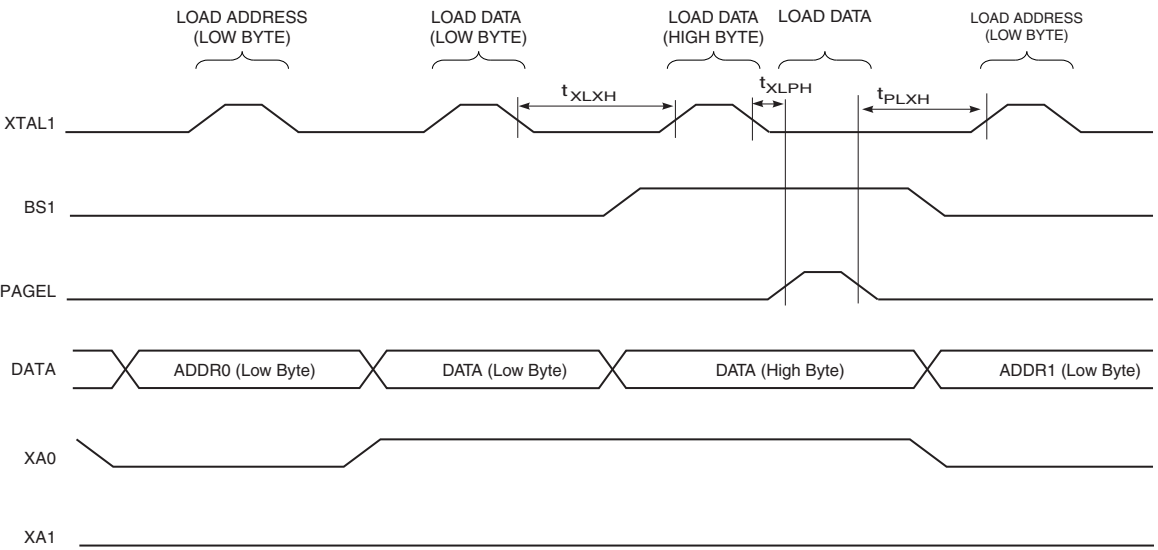 LOAD ADDRESS
(LOW BYTE)
LOAD DATA
(LOW BYTE)
LOAD DATA
(HIGH BYTE)
LOAD DATA
LOAD ADDRESS
(LOW BYTE)
tXLXH
tXLPH
tPLXH
XTAL1
BS1
PAGEL
DATA
ADDR0 (Low Byte)
DATA (Low Byte)
DATA (High Byte)
ADDR1 (Low Byte)
XA0
XA1